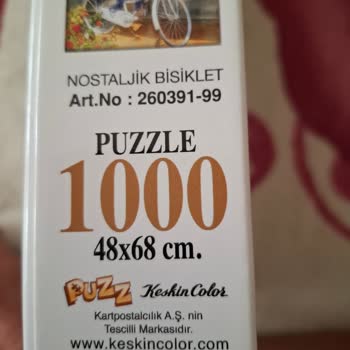 NOSTALJİK BİSİKLET
Art.No : 260391-99
PUZZLE
1000
48x68 cm.
PUZZ KeskinColor
Kartpostalcılık A.Ş. nin
Tescilli Markasıdır.
www.keskincolor.com